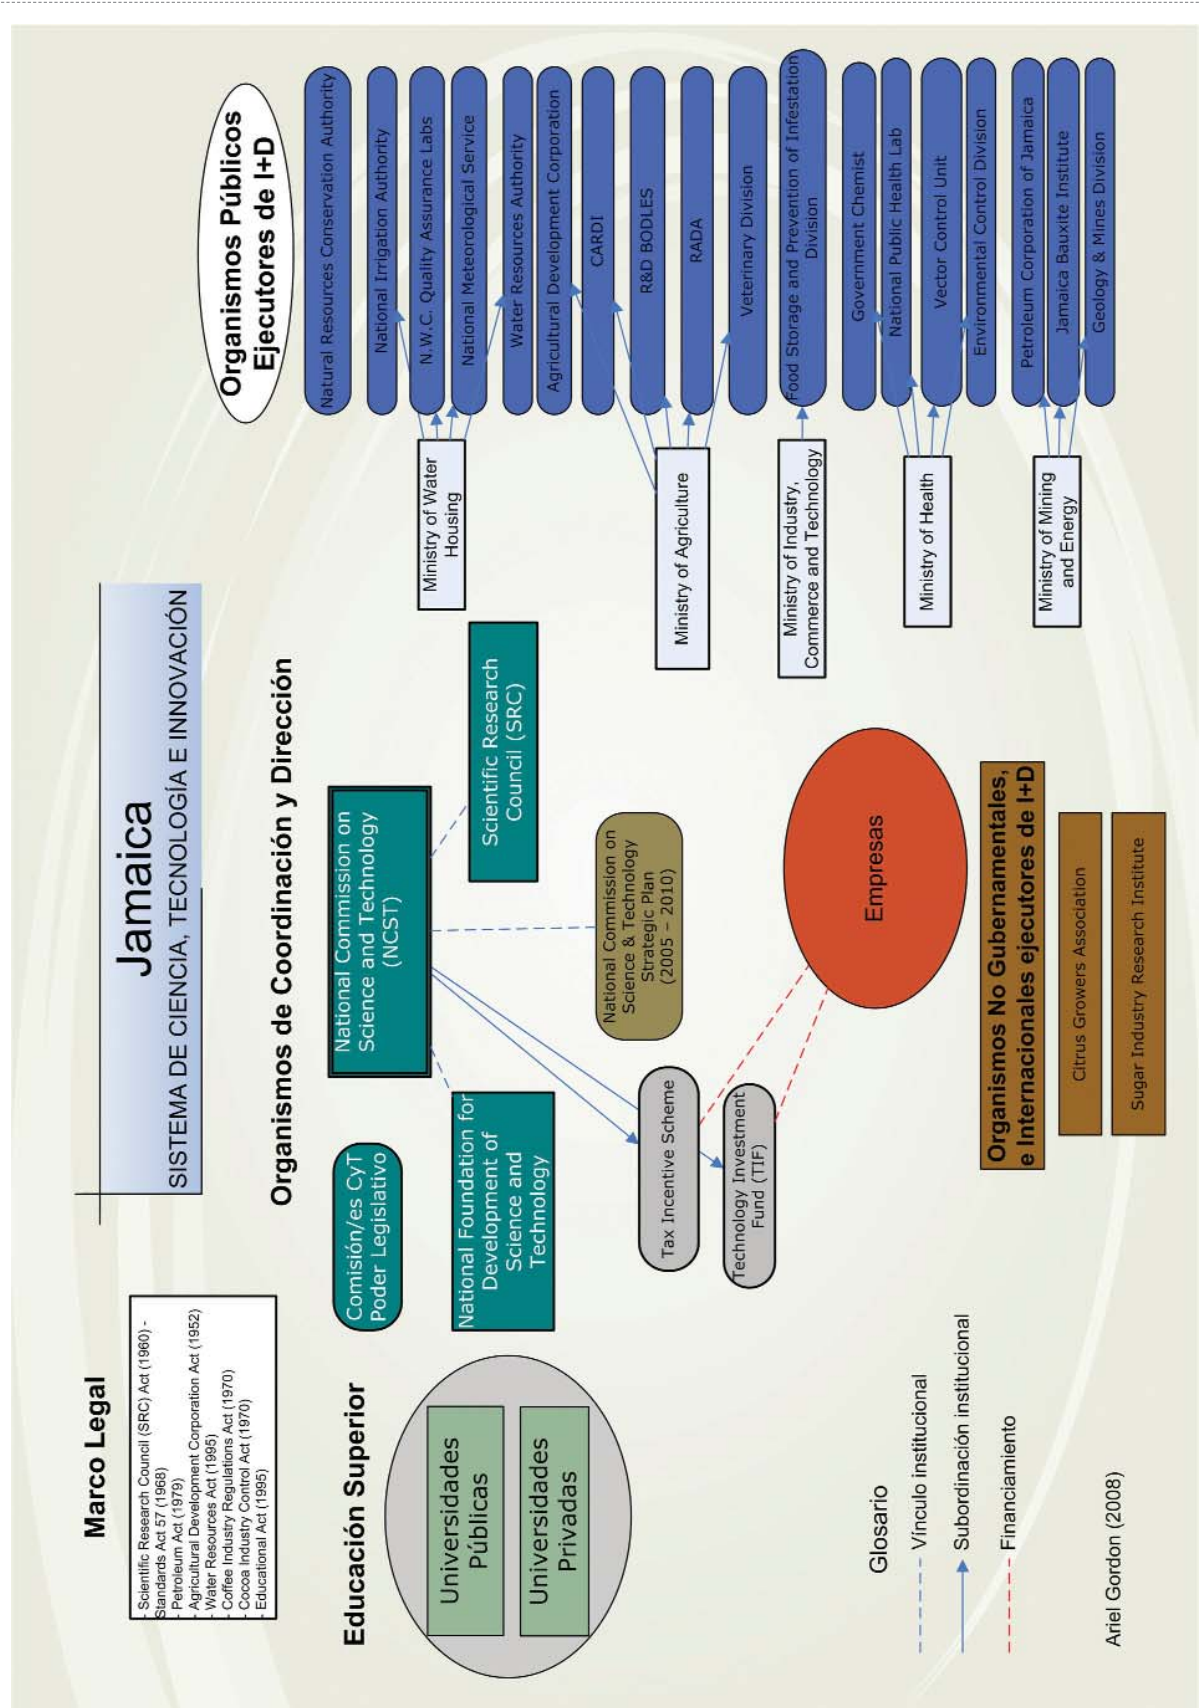 Jamaica
SISTEMA DE CIENCIA, TECNOLOGÍA E INNOVACIÓN
Marco Legal
- Scientific Research Council (SRC) Act (1960) -
Standards Act 57 (1968)
- Petroleum Act (1979)
- Agricultural Development Corporation Act (1952)
- Water Resources Act (1995)
- Coffee Industry Regulations Act (1970)
- Cocoa Industry Control Act (1970)
- Educational Act (1995)
Educación Superior
Universidades
Públicas
Universidades
Privadas
Organismos de Coordinación y Dirección
Comisión/es CyT
Poder Legislativo
National Commission on
Science and Technology
(NCST)
National Foundation for
Development of
Science and
Technology
Scientific Research
Council (SRC)
National Commission on
Science & Technology
Strategic Plan
(2005 – 2010)
Tax Incentive Scheme
Technology Investment
Fund (TIF)
Empresas
Organismos No Gubernamentales,
e Internacionales ejecutores de I+D
Citrus Growers Association
Sugar Industry Research Institute
Organismos Públicos
Ejecutores de I+D
Ministry of Water
Housing
Ministry of Agriculture
Ministry of Industry,
Commerce and Technology
Ministry of Health
Ministry of Mining
and Energy
Natural Resources Conservation Authority
National Irrigation Authority
N.W.C. Quality Assurance Labs
National Meteorological Service
Water Resources Authority
Agricultural Development Corporation
CARDI
R&D BODLES
RADA
Veterinary Division
Food Storage and Prevention of Infestation
Division
Government Chemist
National Public Health Lab
Vector Control Unit
Environmental Control Division
Petroleum Corporation of Jamaica
Jamaica Bauxite Institute
Geology & Mines Division
Glosario
Vínculo institucional
Subordinación institucional
Financiamiento
Ariel Gordon (2008)